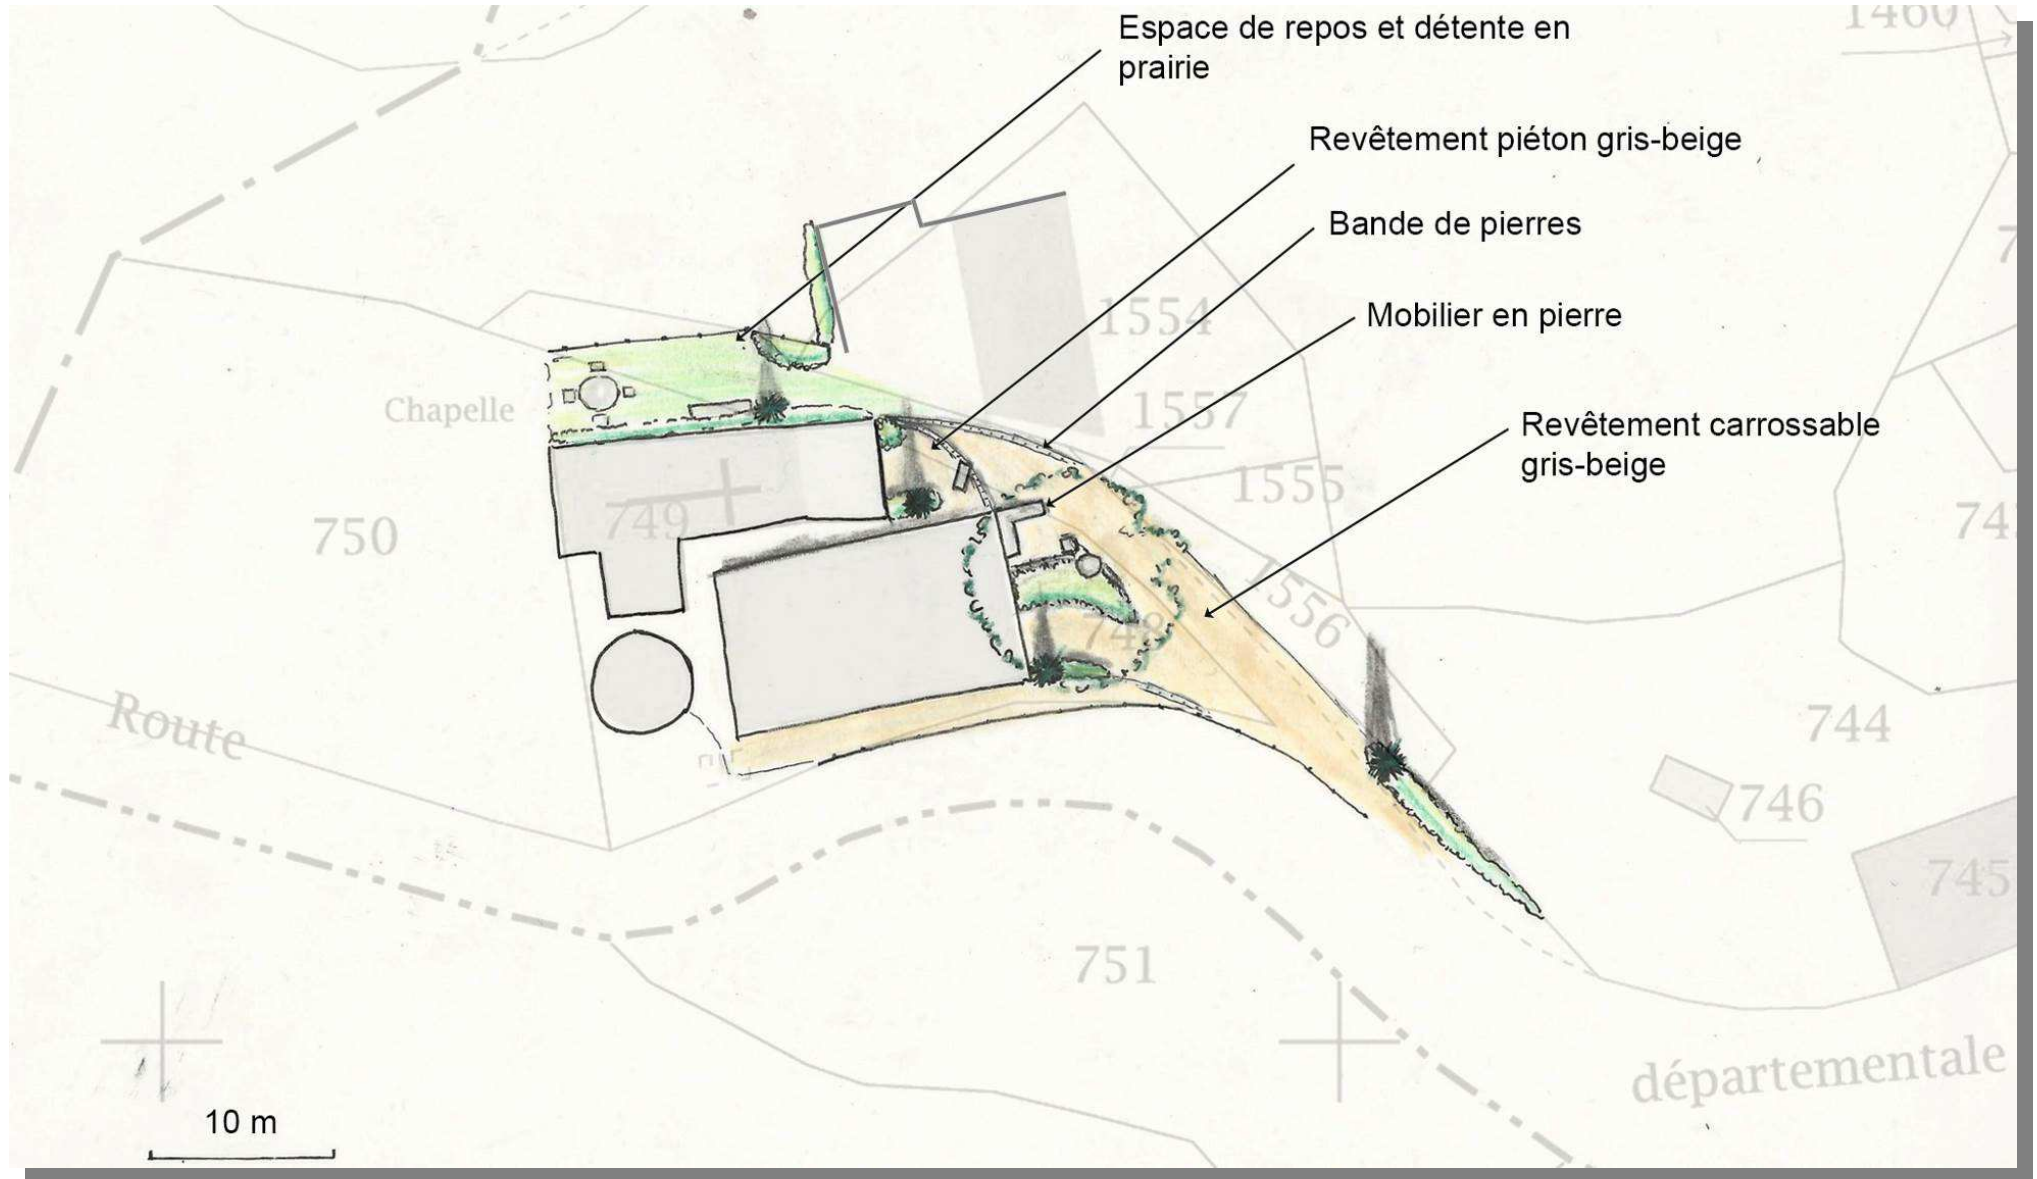 Espace de repos et détente en
prairie
1460
Revêtement piéton gris-beige
Bande de pierres
Mobilier en pierre
1554
Chapelle
1557
Revêtement carrossable
gris-beige
1555
750
749
1556
748
Route
744
746
745
751
départementale
10 m